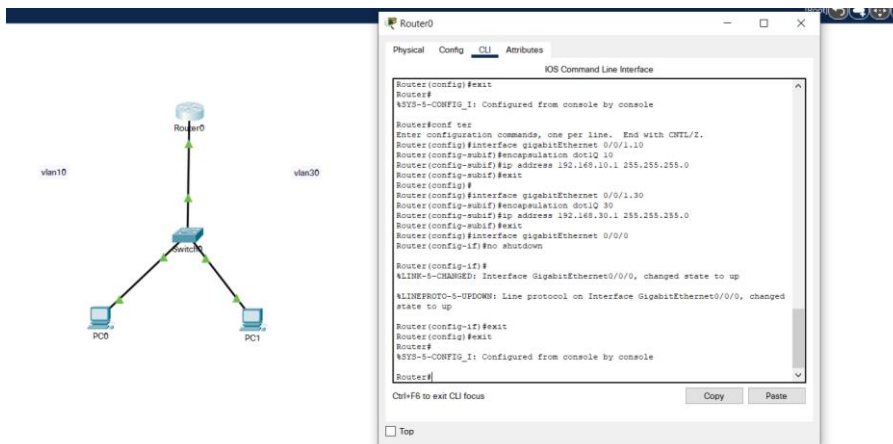 Router0
Physical Config CLI Attributes
IOS Command Line Interface
Router(config)#exit
Router#
%SYS-5-CONFIG_I: Configured from console by console
Router#conf ter
Enter configuration commands, one per line. End with CNTL/Z.
Router(config)#interface gigabitEthernet 0/0/1.10
Router(config-subif)#encapsulation dot1Q 10
Router(config-subif)#ip address 192.168.10.1 255.255.255.0
Router(config-subif)#exit
Router(config)#
Router(config)#interface gigabitEthernet 0/0/1.30
Router(config-subif)#encapsulation dot1Q 30
Router(config-subif)#ip address 192.168.30.1 255.255.255.0
Router(config-subif)#exit
Router(config)#interface gigabitEthernet 0/0/0
Router(config-if)#no shutdown
Router(config-if)#
%LINK-5-CHANGED: Interface GigabitEthernet0/0/0, changed state to up
%LINEPROTO-5-UPDOWN: Line protocol on Interface GigabitEthernet0/0/0, changed
state to up
Router(config-if)#exit
Router(config)#exit
Router#
%SYS-5-CONFIG_I: Configured from console by console
Router#
Ctrl+F6 to exit CLI focus
Copy Paste
Top
Router0
vlan10
vlan30
Switch0
PC0
PC1